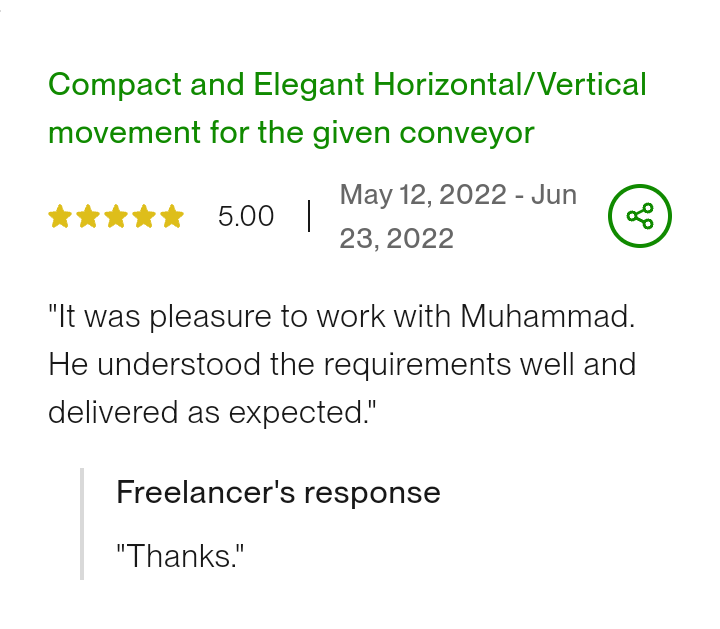 Compact and Elegant Horizontal/Vertical
movement for the given conveyor
5.00 | May 12, 2022 - Jun
23, 2022
"It was pleasure to work with Muhammad.
He understood the requirements well and
delivered as expected."
Freelancer's response
"Thanks."